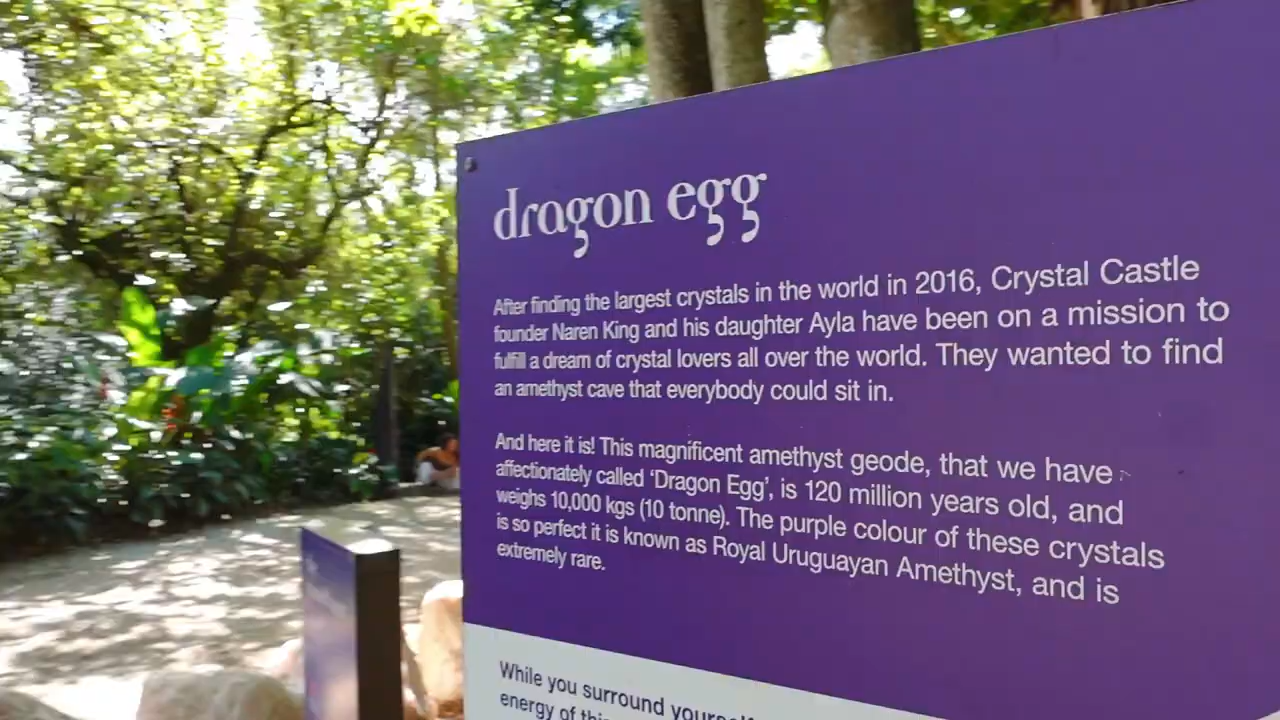 dragon egg
After finding the largest crystals in the world in 2016, Crystal Castle
founder Naren King and his daughter Ayla have been on a mission to
fulfill a dream of crystal lovers all over the world. They wanted to find
an amethyst cave that everybody could sit in.
And here it is! This magnificent amethyst geode, that we have
affectionately called ‘Dragon Egg’, is 120 million years old, and
weighs 10,000 kgs (10 tonne). The purple colour of these crystals
is so perfect it is known as Royal Uruguayan Amethyst, and is
extremely rare.
While you surround
energy of